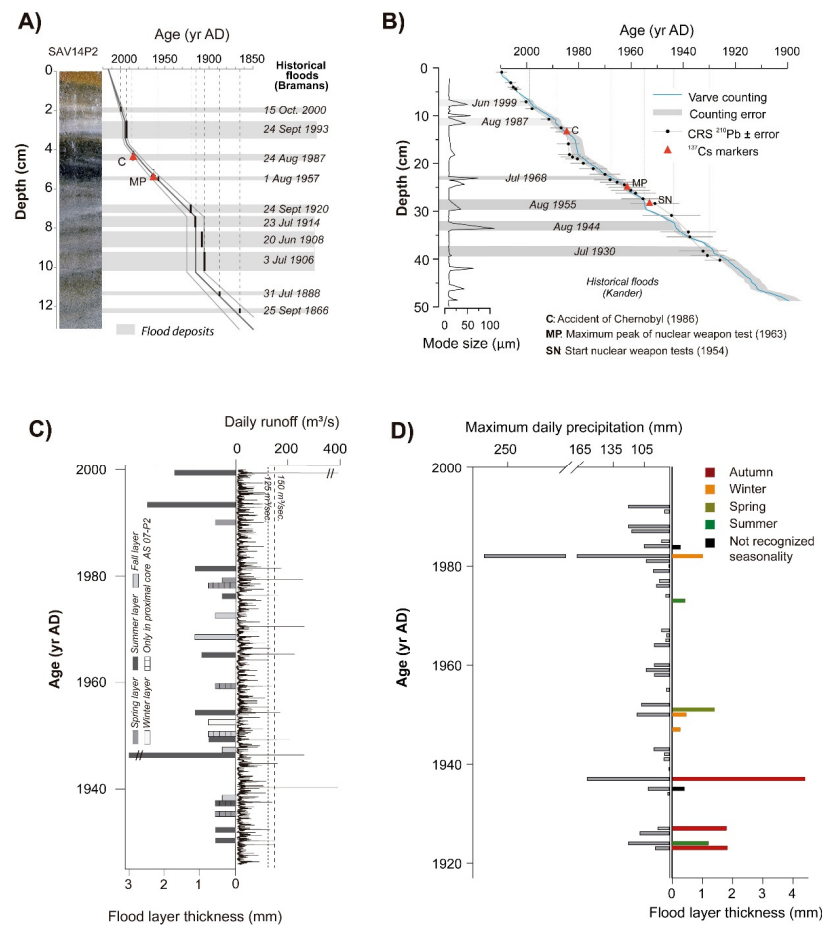 A)
Age (yr AD)
SAV14P2
2000 1950 1900 1850
Historical
floods
(Bramans)
Depth (cm)
0
2
4
6
8
10
12
15 Oct. 2000
24 Sept 1993
C
24 Aug 1987
MP
1 Aug 1957
24 Sept 1920
23 Jul 1914
20 Jun 1908
3 Jul 1906
31 Jul 1888
25 Sept 1866
Flood deposits
B)
Age (yr AD)
2000 1980 1960 1940 1920 1900
Depth (cm)
0
10
20
30
40
50
Jun 1999
Aug 1987
C
Jul 1968
MP
Aug 1955
SN
Aug 1944
Jul 1930
Varve counting
Counting error
CRS 210Pb ± error
137Cs markers
Historical floods
(Kander)
0 50 100
Mode size (µm)
C: Accident of Chernobyl (1986)
MP: Maximum peak of nuclear weapon test (1963)
SN: Start nuclear weapon tests (1954)
C)
Daily runoff (m³/s)
0 200 400
125 m³/sec.
150 m³/sec.
Age (yr AD)
2000
1980
1960
1940
Spring layer
Winter layer
Summer layer
Only in proximal core AS 07-P2
Fall layer
3 2 1 0
Flood layer thickness (mm)
D)
Maximum daily precipitation (mm)
250 165 135 105
Age (yr AD)
2000
1980
1960
1940
1920
Autumn
Winter
Spring
Summer
Not recognized
seasonality
0 1 2 3 4
Flood layer thickness (mm)